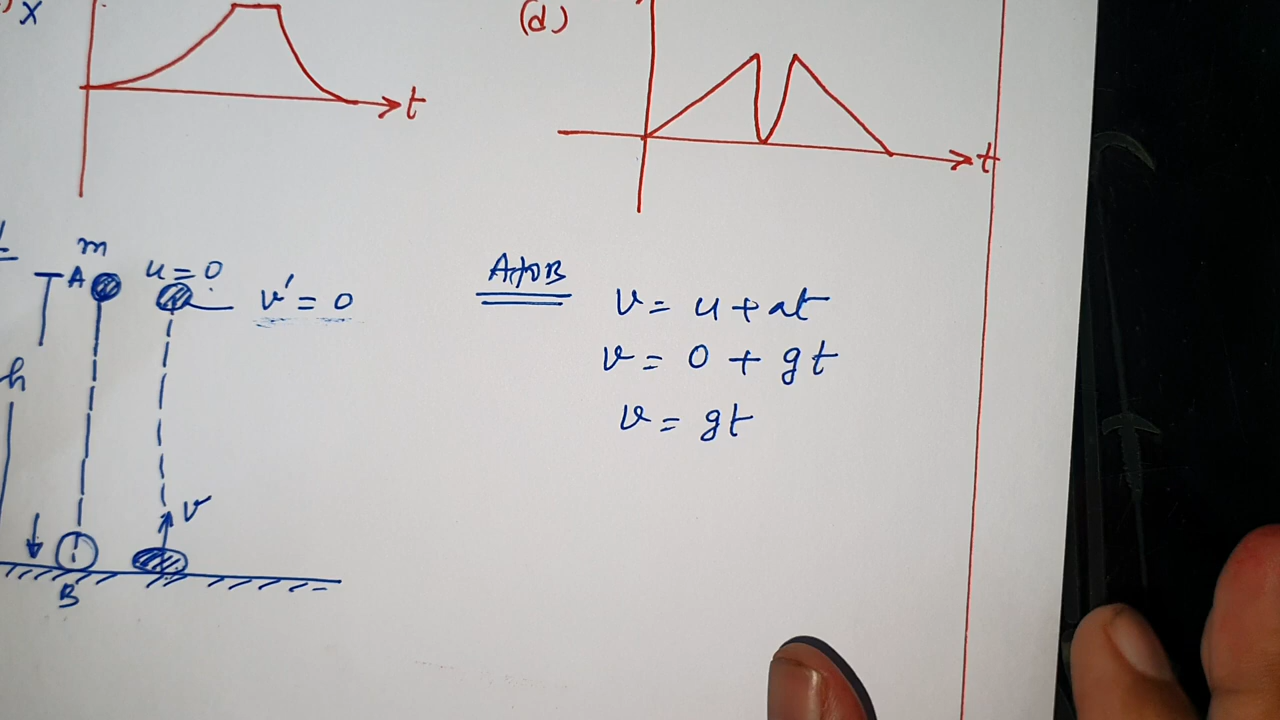 x
t
(d)
t
m
A
u = 0
v' = 0
h
v
B
A to B
v = u + at
v = 0 + gt
v = gt